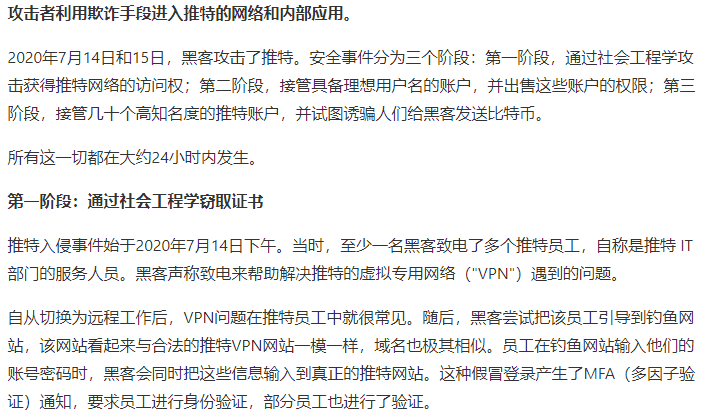 攻击者利用欺诈手段进入推特的网络和内部应用。
2020年7月14日和15日，黑客攻击了推特。安全事件分为三个阶段：第一阶段，通过社会工程学攻
击获得推特网络的访问权；第二阶段，接管具备理想用户名的账户，并出售这些账户的权限；第三
阶段，接管几十个高知名度的推特账户，并试图诱骗人们给黑客发送比特币。
所有这一切都在大约24小时内发生。
第一阶段：通过社会工程学窃取证书
推特入侵事件始于2020年7月14日下午。当时，至少一名黑客致电了多个推特员工，自称是推特 IT
部门的服务人员。黑客声称致电来帮助解决推特的虚拟专用网络（"VPN"）遇到的问题。
自从切换为远程工作后，VPN问题在推特员工中就很常见。随后，黑客尝试把该员工引导到钓鱼网
站，该网站看起来与合法的推特VPN网站一模一样，域名也极其相似。员工在钓鱼网站输入他们的
账号密码时，黑客会同时把这些信息输入到真正的推特网站。这种假冒登录产生了MFA（多因子验
证）通知，要求员工进行身份验证，部分员工也进行了验证。